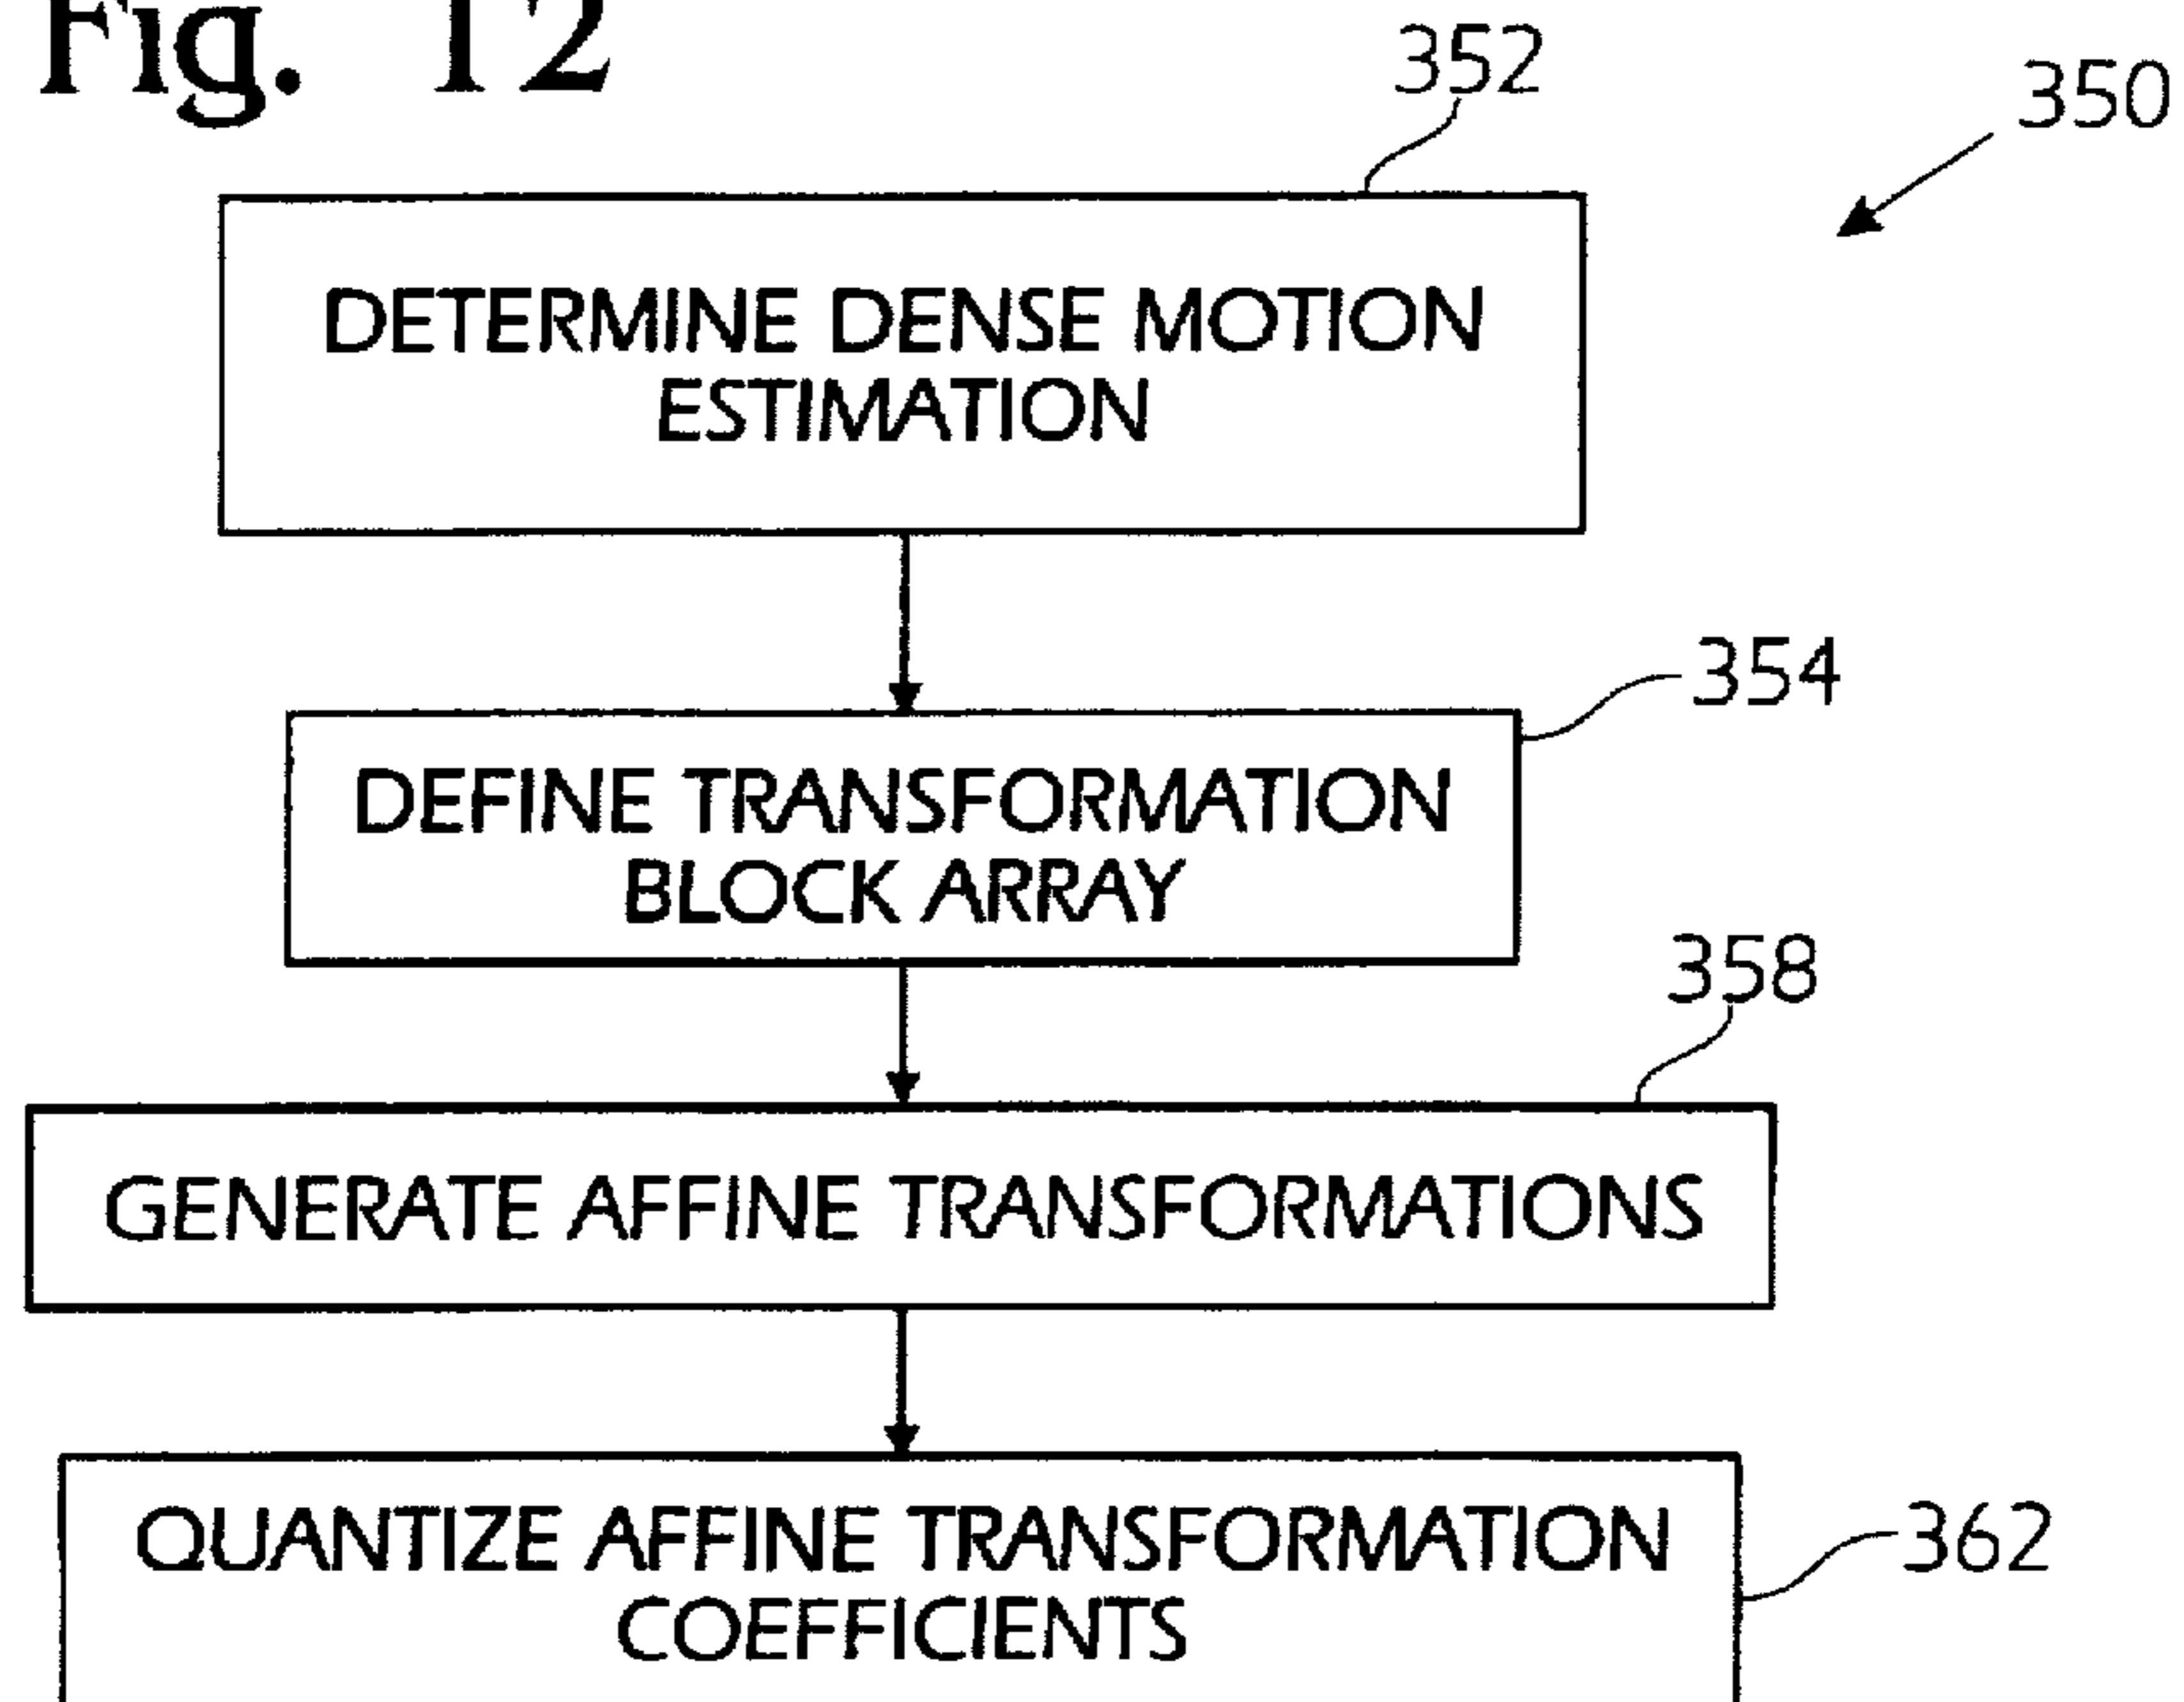 Fig. 12
352
350
DETERMINE DENSE MOTION
ESTIMATION
354
DEFINE TRANSFORMATION
BLOCK ARRAY
358
GENERATE AFFINE TRANSFORMATIONS
QUANTIZE AFFINE TRANSFORMATION
362
COEFFICIENTS